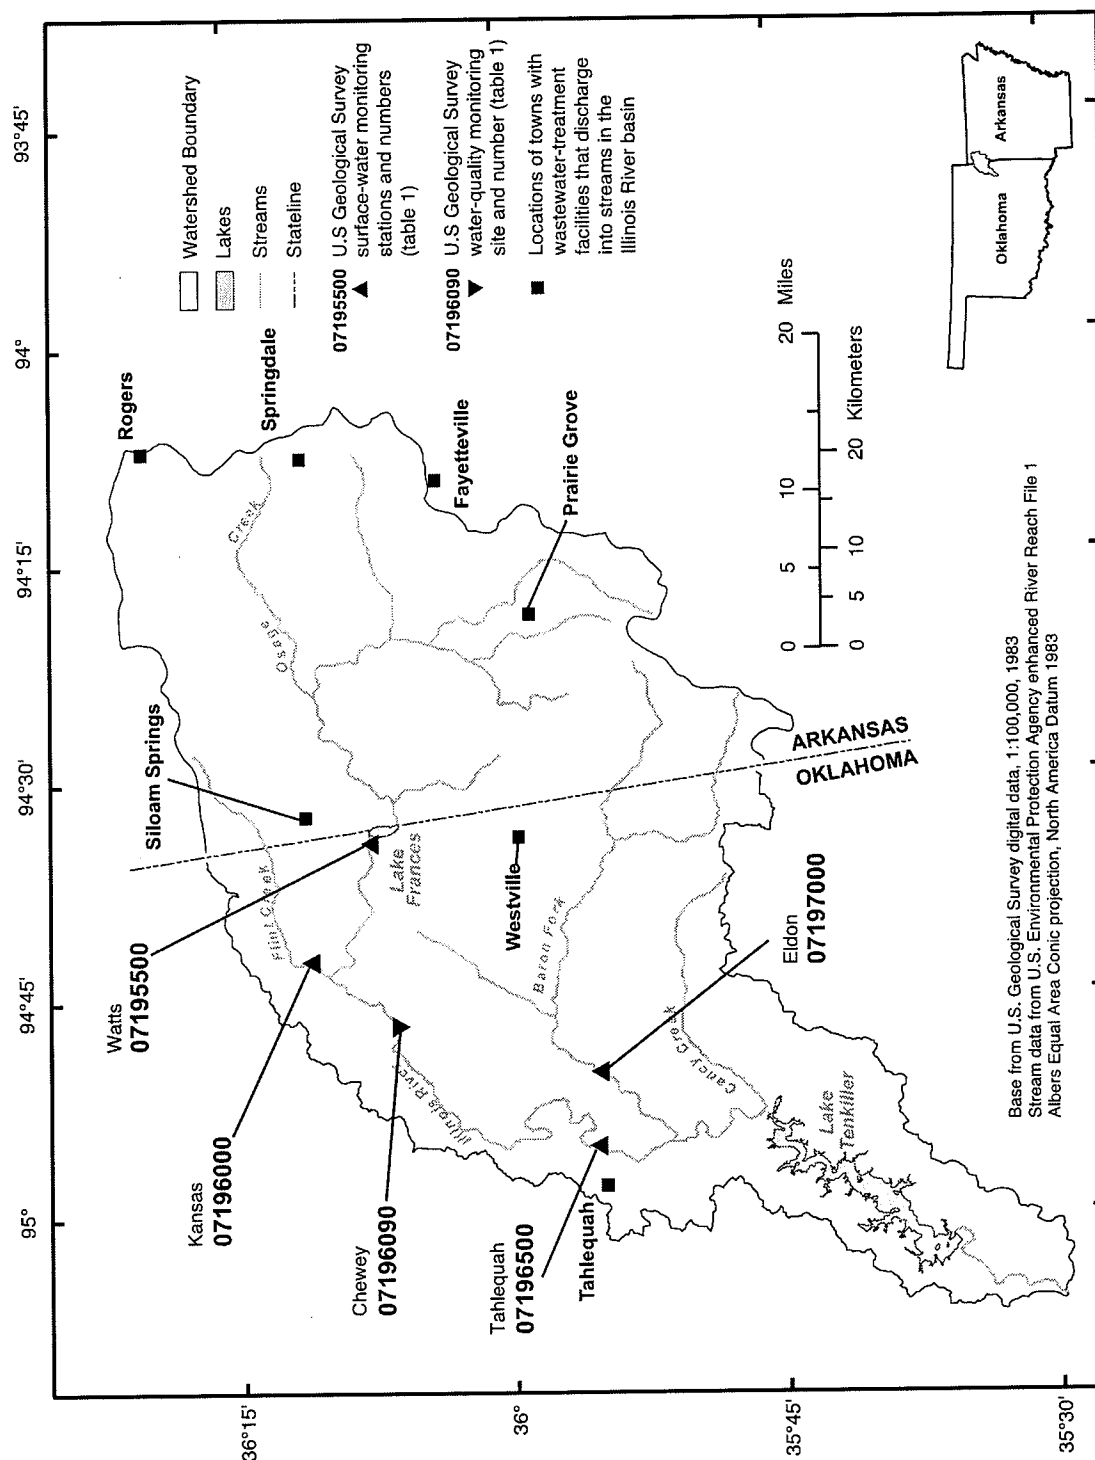 95°
94°45'
94°30'
94°15'
94°
93°45'
36°15'
36°
35°45'
35°30'
Watts
07195500
Kansas
07196000
Chewey
07196090
Tahlequah
07196500
Tahlequah
Eldon
07197000
Siloam Springs
Westville
Rogers
Springdale
Fayetteville
Prairie Grove
Flint Creek
Osage
Creek
Illinois River
Lake
Frances
Baron Fork
Caney Creek
Lake
Tenkiller
ARKANSAS
OKLAHOMA
Watershed Boundary
Lakes
Streams
Stateline
07195500 U.S Geological Survey
surface-water monitoring
stations and numbers
(table 1)
07196090 U.S Geological Survey
water-quality monitoring
site and number (table 1)
Locations of towns with
wastewater-treatment
facilities that discharge
into streams in the
Illinois River basin
0 5 10 20 Miles
0 5 10 20 Kilometers
Oklahoma
Arkansas
Base from U.S. Geological Survey digital data, 1:100,000, 1983
Stream data from U.S. Environmental Protection Agency enhanced River Reach File 1
Albers Equal Area Conic projection, North America Datum 1983